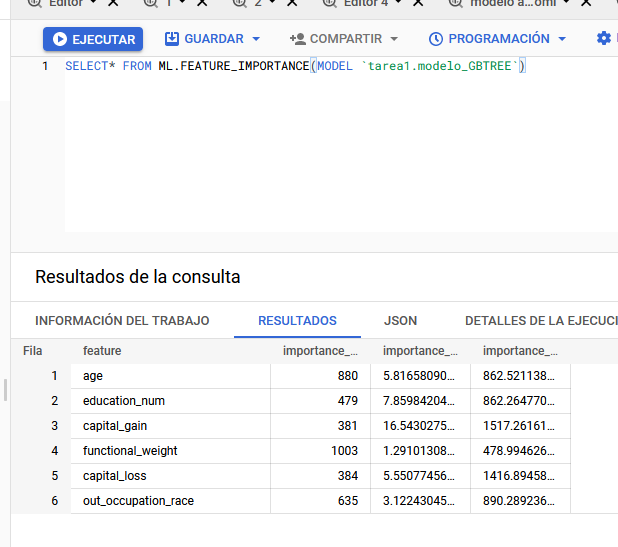 Editor 1 2 Editor 4 modelo a...omi
EJECUTAR GUARDAR COMPARTIR PROGRAMACIÓN
1 SELECT* FROM ML.FEATURE_IMPORTANCE(MODEL `tarea1.modelo_GBTREE`)
Resultados de la consulta
INFORMACIÓN DEL TRABAJO RESULTADOS JSON DETALLES DE LA EJECUCI
Fila feature importance_... importance_... importance_...
1 age 880 5.81658090... 862.521138...
2 education_num 479 7.85984204... 862.264770...
3 capital_gain 381 16.5430275... 1517.26161...
4 functional_weight 1003 1.29101308... 478.994626...
5 capital_loss 384 5.55077456... 1416.89458...
6 out_occupation_race 635 3.12243045... 890.289236...